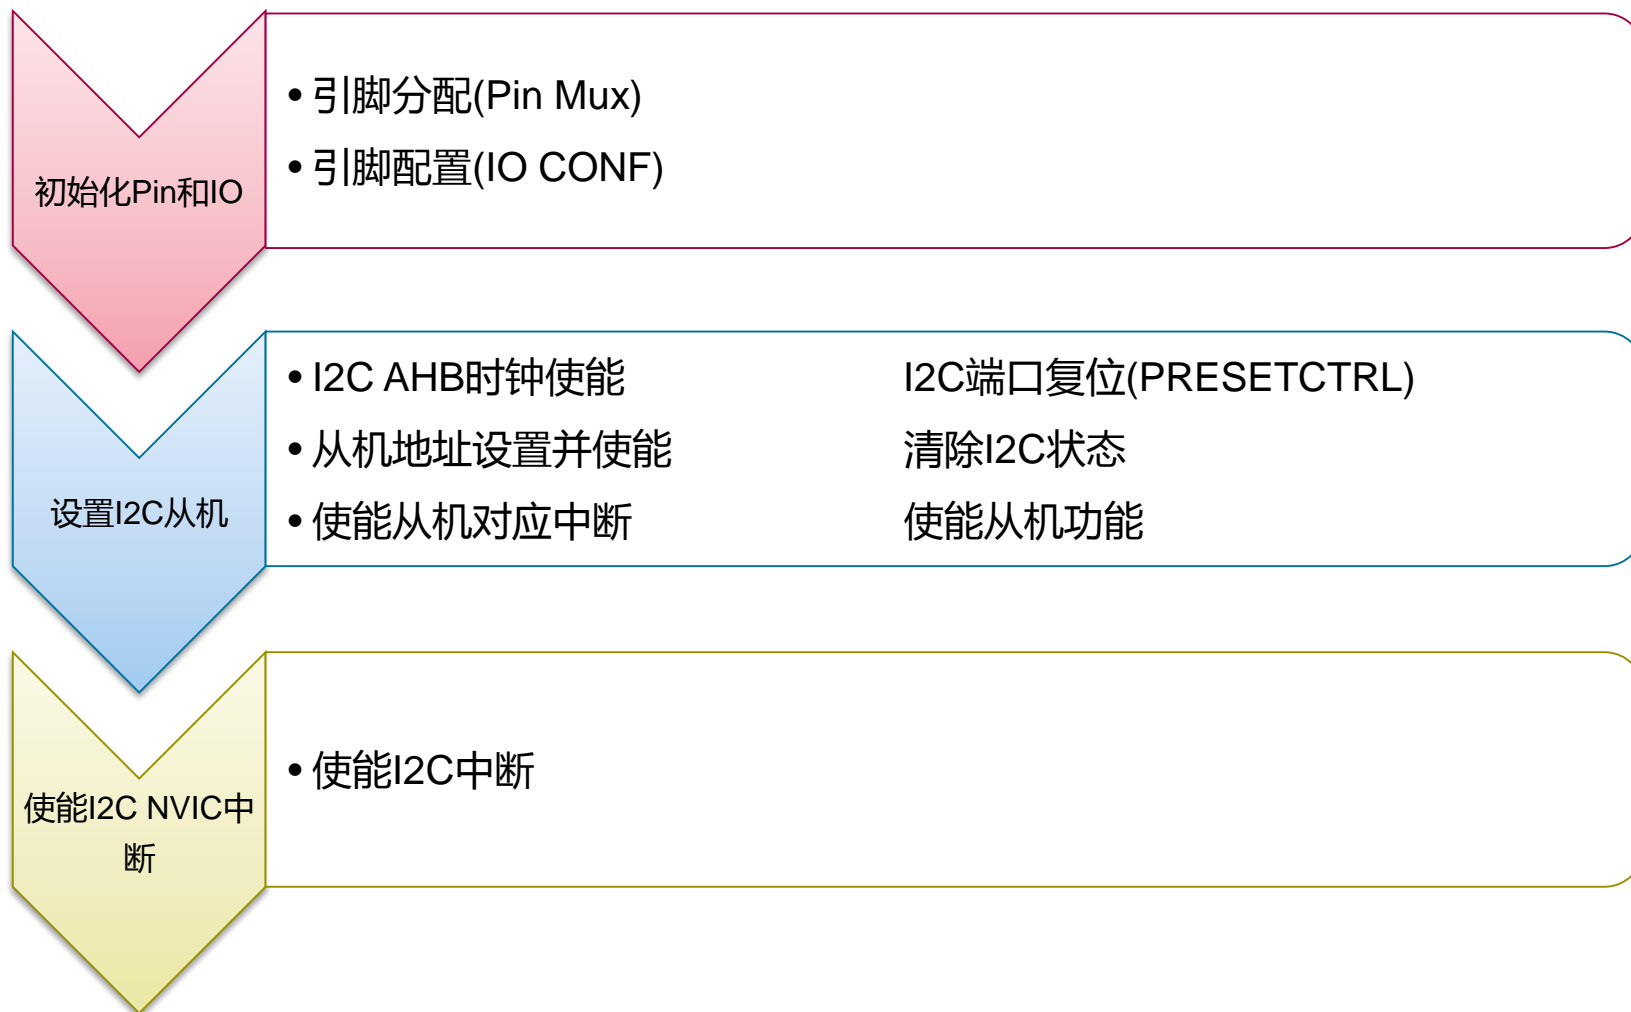 初始化Pin和IO
• 引脚分配(Pin Mux)
• 引脚配置(IO CONF)
设置I2C从机
• I2C AHB时钟使能 I2C端口复位(PRESETCTRL)
• 从机地址设置并使能 清除I2C状态
• 使能从机对应中断 使能从机功能
使能I2C NVIC中
断
• 使能I2C中断